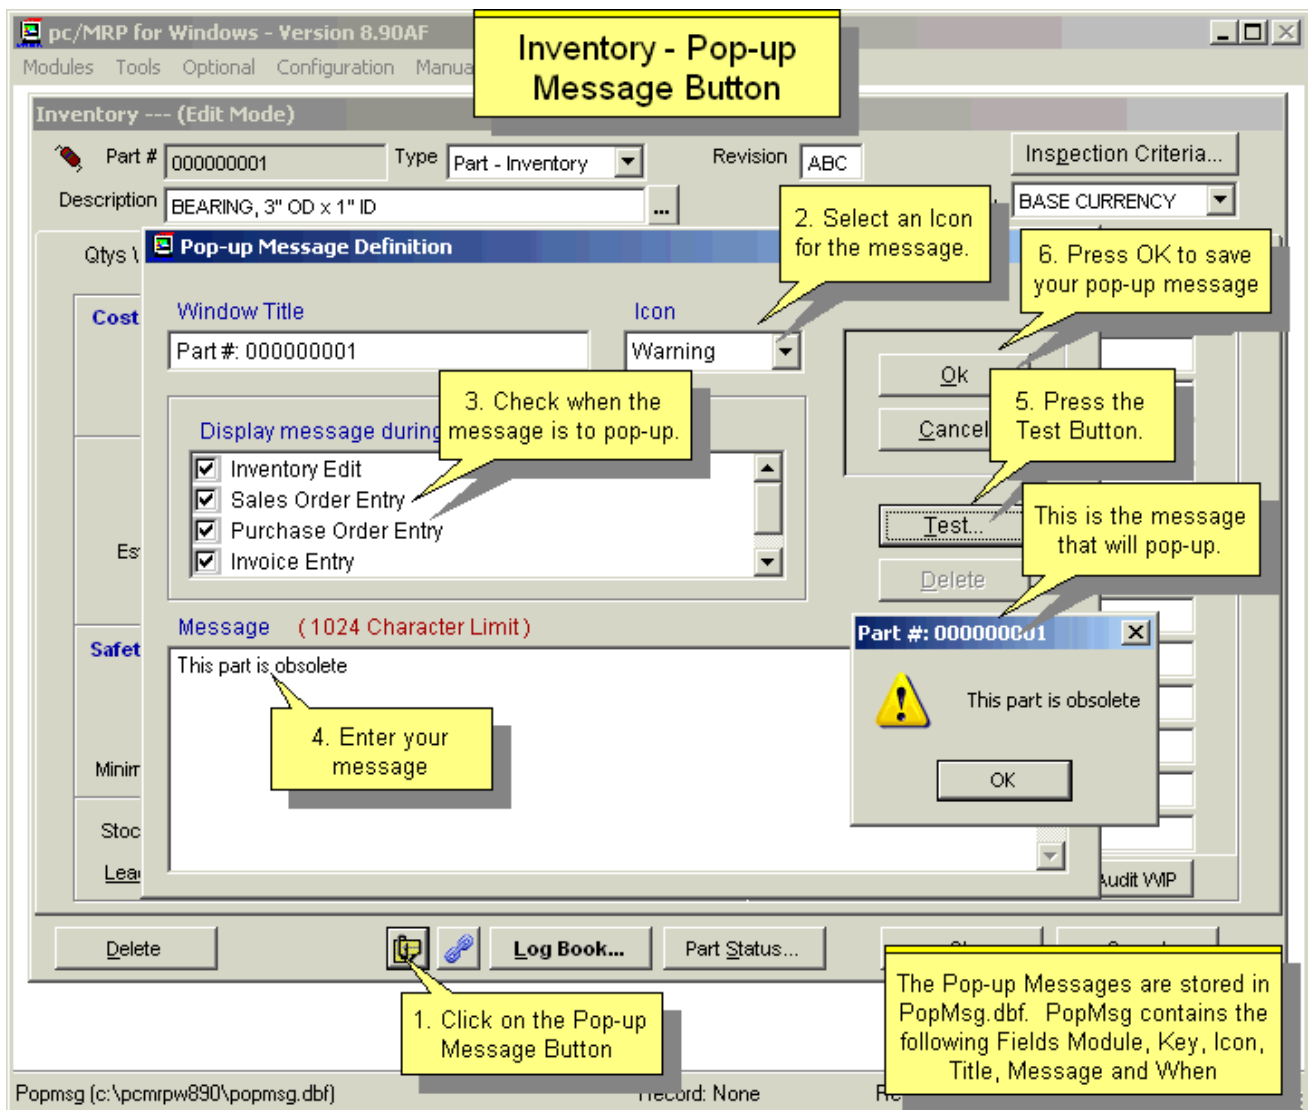 pc/MRP for Windows - Version 8.90AF
Inventory - Pop-up
Message Button
Modules Tools Optional Configuration
Inventory --- (Edit Mode)
Part # 000000001 Type Part - Inventory Revision ABC Inspection Criteria...
Description BEARING, 3" OD x 1" ID ... BASE CURRENCY
2. Select an Icon
for the message.
Qtys \
Pop-up Message Definition
6. Press OK to save
your pop-up message
Cost
Window Title Icon
Part #: 000000001 Warning
Ok
3. Check when the
message is to pop-up.
5. Press the
Test Button.
Display message during
Cancel
Inventory Edit
Sales Order Entry
Purchase Order Entry
Invoice Entry
Test...
This is the message
that will pop-up.
Delete
Message (1024 Character Limit)
This part is obsolete
Part #: 000000001
This part is obsolete
OK
4. Enter your
message
Audit WIP
Delete Log Book... Part Status...
1. Click on the Pop-up
Message Button
The Pop-up Messages are stored in
PopMsg.dbf. PopMsg contains the
following Fields Module, Key, Icon,
Title, Message and When
Popmsg (c:\pcmrpw890\popmsg.dbf) Record: None